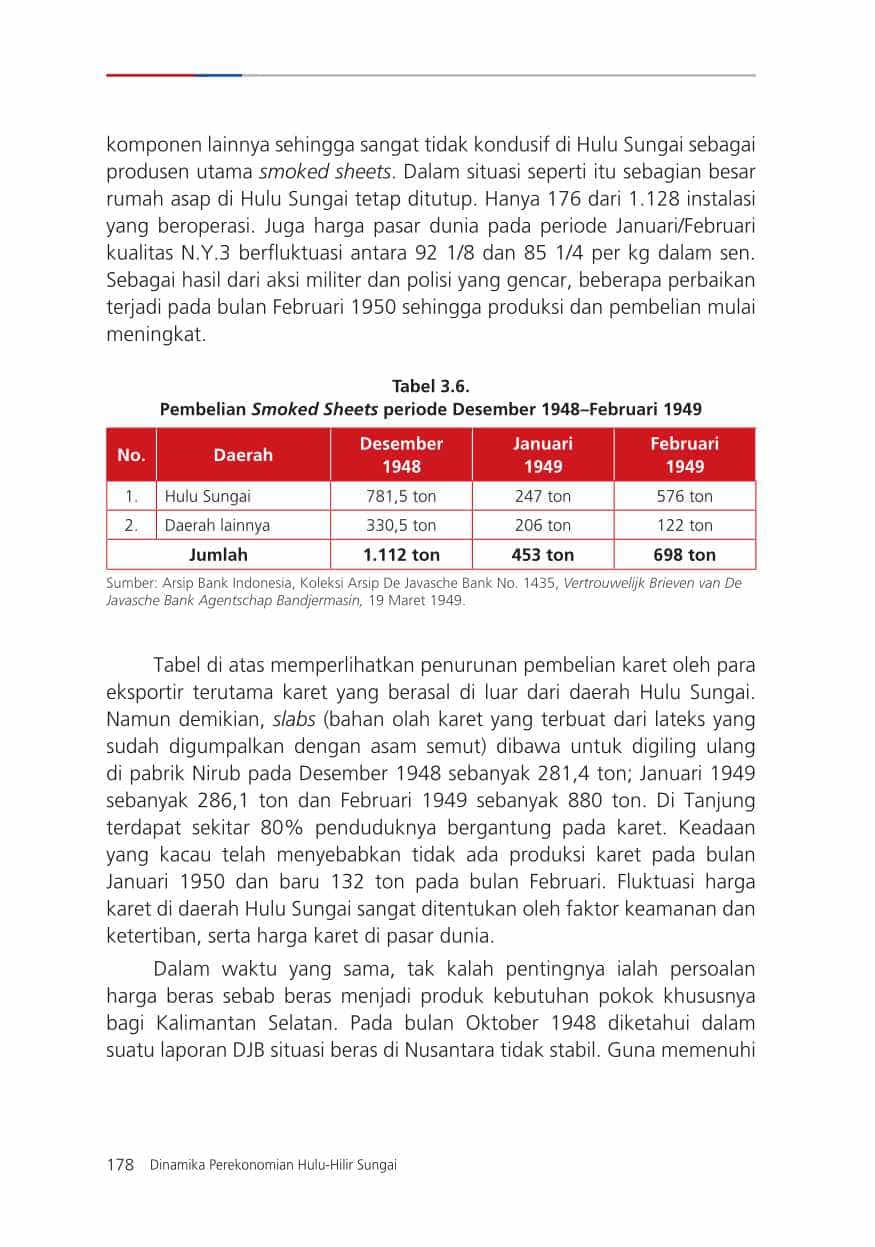 komponen lainnya sehingga sangat tidak kondusif di Hulu Sungai sebagai
produsen utama smoked sheets. Dalam situasi seperti itu sebagian besar
rumah asap di Hulu Sungai tetap ditutup. Hanya 176 dari 1.128 instalasi
yang beroperasi. Juga harga pasar dunia pada periode Januari/Februari
kualitas N.Y.3 berfluktuasi antara 92 1/8 dan 85 1/4 per kg dalam sen.
Sebagai hasil dari aksi militer dan polisi yang gencar, beberapa perbaikan
terjadi pada bulan Februari 1950 sehingga produksi dan pembelian mulai
meningkat.
Tabel 3.6.
Pembelian Smoked Sheets periode Desember 1948–Februari 1949
No. Daerah Desember 1948 Januari 1949 Februari 1949
1. Hulu Sungai 781,5 ton 247 ton 576 ton
2. Daerah lainnya 330,5 ton 206 ton 122 ton
Jumlah 1.112 ton 453 ton 698 ton
Sumber: Arsip Bank Indonesia, Koleksi Arsip De Javasche Bank No. 1435, Vertrouwelijk Brieven van De
Javasche Bank Agentschap Bandjermasin, 19 Maret 1949.
Tabel di atas memperlihatkan penurunan pembelian karet oleh para
eksportir terutama karet yang berasal di luar dari daerah Hulu Sungai.
Namun demikian, slabs (bahan olah karet yang terbuat dari lateks yang
sudah digumpalkan dengan asam semut) dibawa untuk digiling ulang
di pabrik Nirub pada Desember 1948 sebanyak 281,4 ton; Januari 1949
sebanyak 286,1 ton dan Februari 1949 sebanyak 880 ton. Di Tanjung
terdapat sekitar 80% penduduknya bergantung pada karet. Keadaan
yang kacau telah menyebabkan tidak ada produksi karet pada bulan
Januari 1950 dan baru 132 ton pada bulan Februari. Fluktuasi harga
karet di daerah Hulu Sungai sangat ditentukan oleh faktor keamanan dan
ketertiban, serta harga karet di pasar dunia.
Dalam waktu yang sama, tak kalah pentingnya ialah persoalan
harga beras sebab beras menjadi produk kebutuhan pokok khususnya
bagi Kalimantan Selatan. Pada bulan Oktober 1948 diketahui dalam
suatu laporan DJB situasi beras di Nusantara tidak stabil. Guna memenuhi
178 Dinamika Perekonomian Hulu-Hilir Sungai